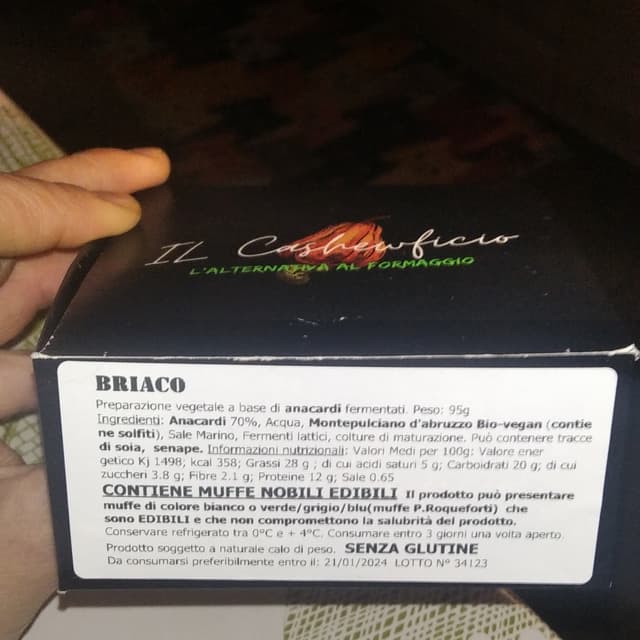 IL Cashewficio
L'ALTERNATIVA AL FORMAGGIO
BRIACO
Preparazione vegetale a base di anacardi fermentati. Peso: 95g
Ingredienti: Anacardi 70%, Acqua, Montepulciano d'abruzzo Bio-vegan (contie
ne solfiti), Sale Marino, Fermenti lattici, colture di maturazione. Può contenere tracce
di soia, senape. Informazioni nutrizionali: Valori Medi per 100g: Valore ener
getico Kj 1498; kcal 358; Grassi 28 g ; di cui acidi saturi 5 g; Carboidrati 20 g; di cui
zuccheri 3.8 g; Fibre 2.1 g; Proteine 12 g; Sale 0.65
CONTIENE MUFFE NOBILI EDIBILI Il prodotto può presentare
muffe di colore bianco o verde/grigio/blu(muffe P.Roqueforti) che
sono EDIBILI e che non compromettono la salubrità del prodotto.
Conservare refrigerato tra 0°C e + 4°C. Consumare entro 3 giorni una volta aperto.
Prodotto soggetto a naturale calo di peso. SENZA GLUTINE
Da consumarsi preferibilmente entro il: 21/01/2024 LOTTO N° 34123